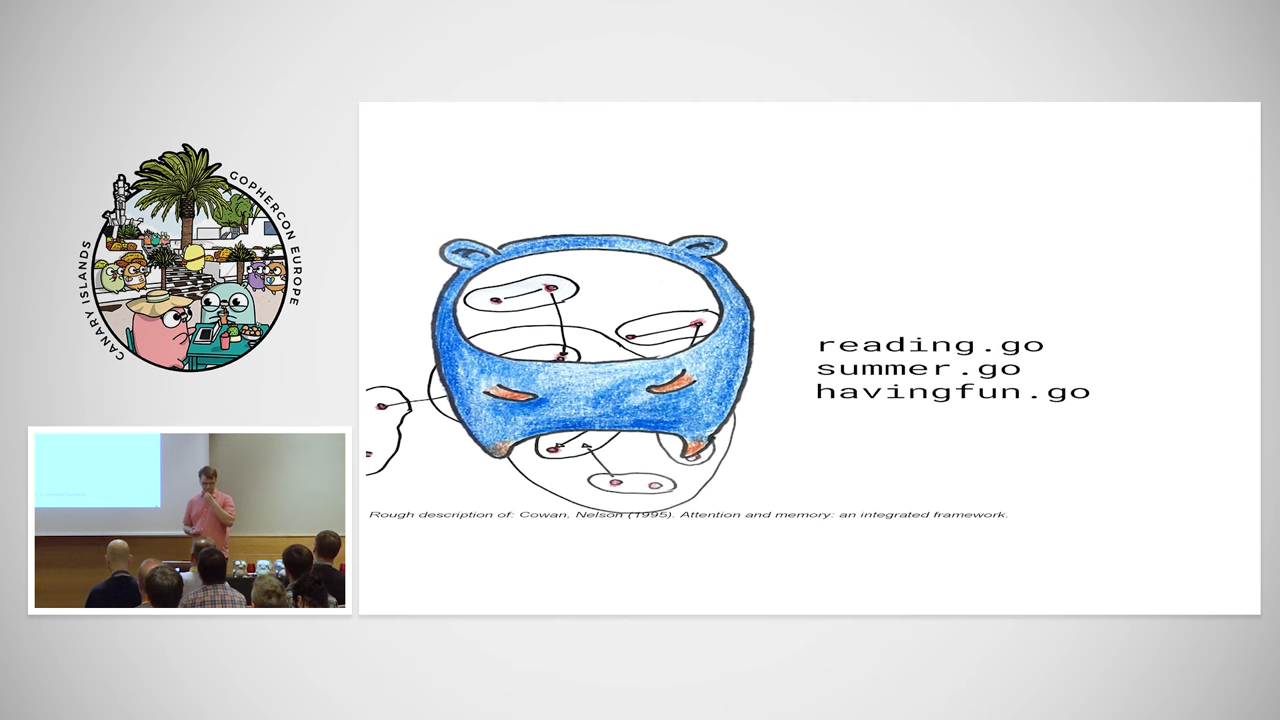 GOPHERCON EUROPE
CANARY ISLANDS
reading.go
summer.go
havingfun.go
Rough description of: Cowan, Nelson (1995). Attention and memory: an integrated framework.